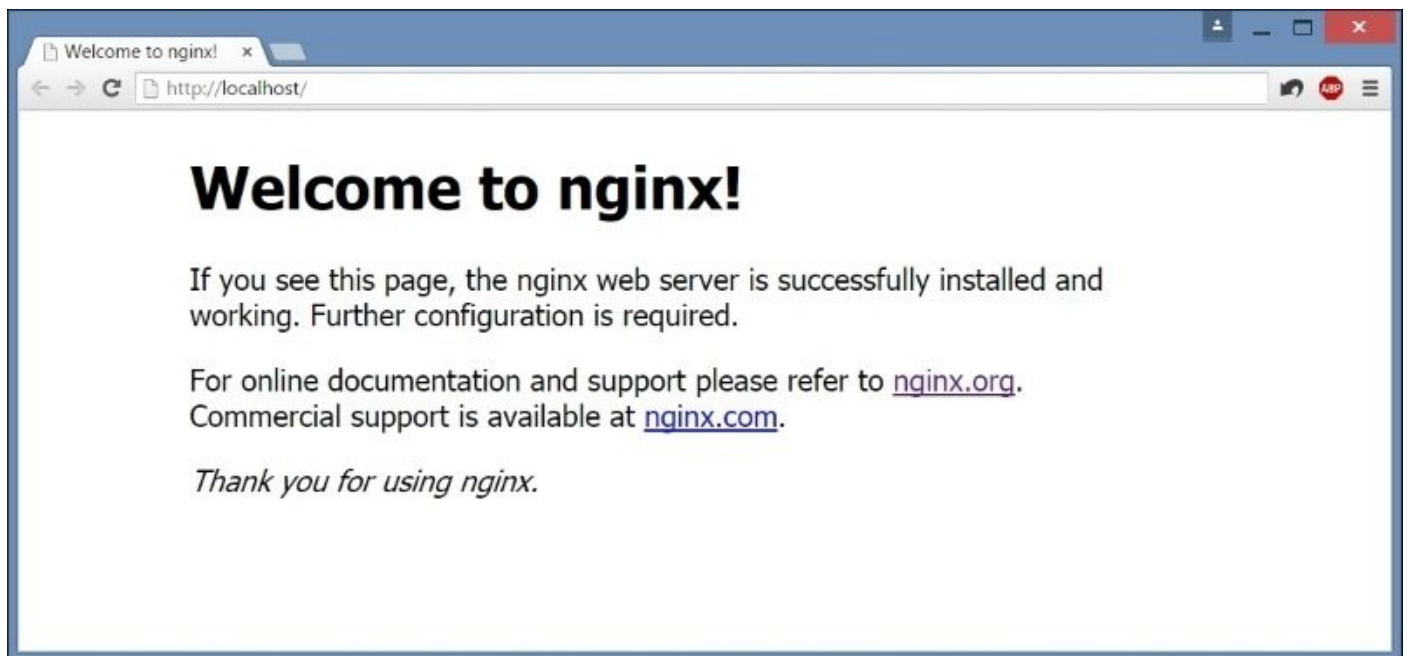 Welcome to nginx!
http://localhost/
ABP
Welcome to nginx!
If you see this page, the nginx web server is successfully installed and
working. Further configuration is required.
For online documentation and support please refer to nginx.org.
Commercial support is available at nginx.com.
Thank you for using nginx.